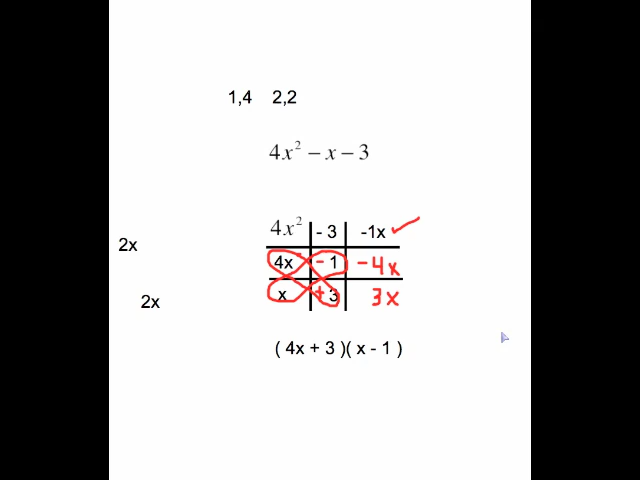 1,4 2,2
4x² − x − 3
4x² - 3 -1x ✓
2x
4x - 1 - 4x
2x
x + 3 3x
( 4x + 3 )( x - 1 )